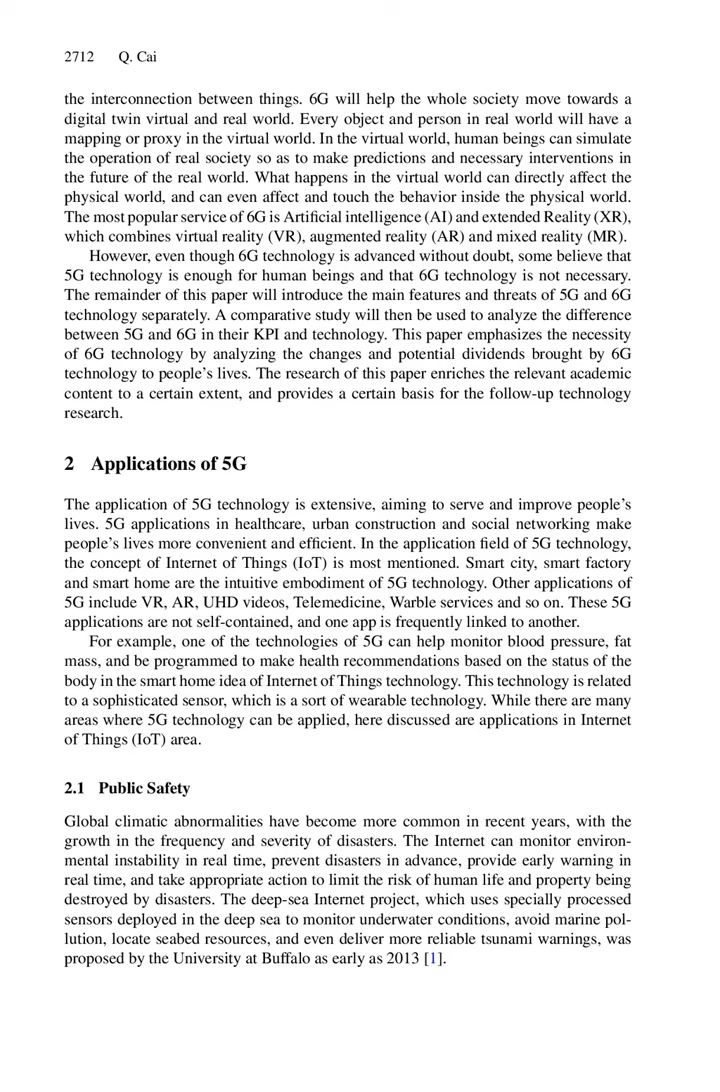 2712 Q. Cai
the interconnection between things. 6G will help the whole society move towards a
digital twin virtual and real world. Every object and person in real world will have a
mapping or proxy in the virtual world. In the virtual world, human beings can simulate
the operation of real society so as to make predictions and necessary interventions in
the future of the real world. What happens in the virtual world can directly affect the
physical world, and can even affect and touch the behavior inside the physical world.
The most popular service of 6G is Artificial intelligence (AI) and extended Reality (XR),
which combines virtual reality (VR), augmented reality (AR) and mixed reality (MR).
However, even though 6G technology is advanced without doubt, some believe that
5G technology is enough for human beings and that 6G technology is not necessary.
The remainder of this paper will introduce the main features and threats of 5G and 6G
technology separately. A comparative study will then be used to analyze the difference
between 5G and 6G in their KPI and technology. This paper emphasizes the necessity
of 6G technology by analyzing the changes and potential dividends brought by 6G
technology to people's lives. The research of this paper enriches the relevant academic
content to a certain extent, and provides a certain basis for the follow-up technology
research.
2 Applications of 5G
The application of 5G technology is extensive, aiming to serve and improve people's
lives. 5G applications in healthcare, urban construction and social networking make
people's lives more convenient and efficient. In the application field of 5G technology,
the concept of Internet of Things (IoT) is most mentioned. Smart city, smart factory
and smart home are the intuitive embodiment of 5G technology. Other applications of
5G include VR, AR, UHD videos, Telemedicine, Warble services and so on. These 5G
applications are not self-contained, and one app is frequently linked to another.
For example, one of the technologies of 5G can help monitor blood pressure, fat
mass, and be programmed to make health recommendations based on the status of the
body in the smart home idea of Internet of Things technology. This technology is related
to a sophisticated sensor, which is a sort of wearable technology. While there are many
areas where 5G technology can be applied, here discussed are applications in Internet
of Things (IoT) area.
2.1 Public Safety
Global climatic abnormalities have become more common in recent years, with the
growth in the frequency and severity of disasters. The Internet can monitor environ-
mental instability in real time, prevent disasters in advance, provide early warning in
real time, and take appropriate action to limit the risk of human life and property being
destroyed by disasters. The deep-sea Internet project, which uses specially processed
sensors deployed in the deep sea to monitor underwater conditions, avoid marine pol-
lution, locate seabed resources, and even deliver more reliable tsunami warnings, was
proposed by the University at Buffalo as early as 2013 [1].